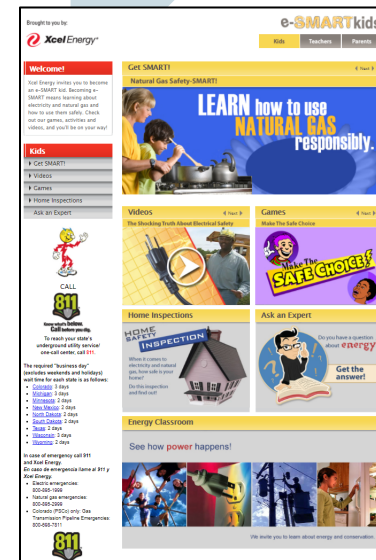 Brought to you by:
Xcel Energy®
e-SMARTkids
Kids
Teachers
Parents
Welcome!
Xcel Energy invites you to become
an e-SMART kid. Becoming e-
SMART means learning about
electricity and natural gas and
how to use them safely. Check
out our games, activities and
videos, and you'll be on your way!
Kids
Get SMART!
Videos
Games
Home Inspections
Ask an Expert
CALL
811
Know what's below.
Call before you dig.
To reach your state's
underground utility service/
one-call center, call 811.
The required "business day"
(excludes weekends and holidays)
wait time for each state is as follows:
Colorado: 3 days
Michigan: 3 days
Minnesota: 2 days
New Mexico: 2 days
North Dakota: 2 days
South Dakota: 2 days
Texas: 2 days
Wisconsin: 3 days
Wyoming: 2 days
In case of emergency call 911
and Xcel Energy.
En caso de emergencia llame al 911 y
Xcel Energy.
Electric emergencies:
800-895-1999
Natural gas emergencies:
800-895-2999
Colorado (PSCo) only: Gas
Transmission Pipeline Emergencies:
800-698-7811
811
Get SMART!
Next
Natural Gas Safety-SMART!
LEARN how to use
NATURAL GAS
responsibly.
Videos
Next
The Shocking Truth About Electrical Safety
Games
Next
Make The Safe Choice
Make The
SAFE CHOICE!
Home Inspections
HOME
SAFETY
INSPECTION
When it comes to
electricity and natural
gas, how safe is your
home?
Do this inspection
and find out!
Ask an Expert
Do you have a question
about energy?
Get the
answer!
Energy Classroom
See how power happens!
We invite you to learn about energy and conservation.